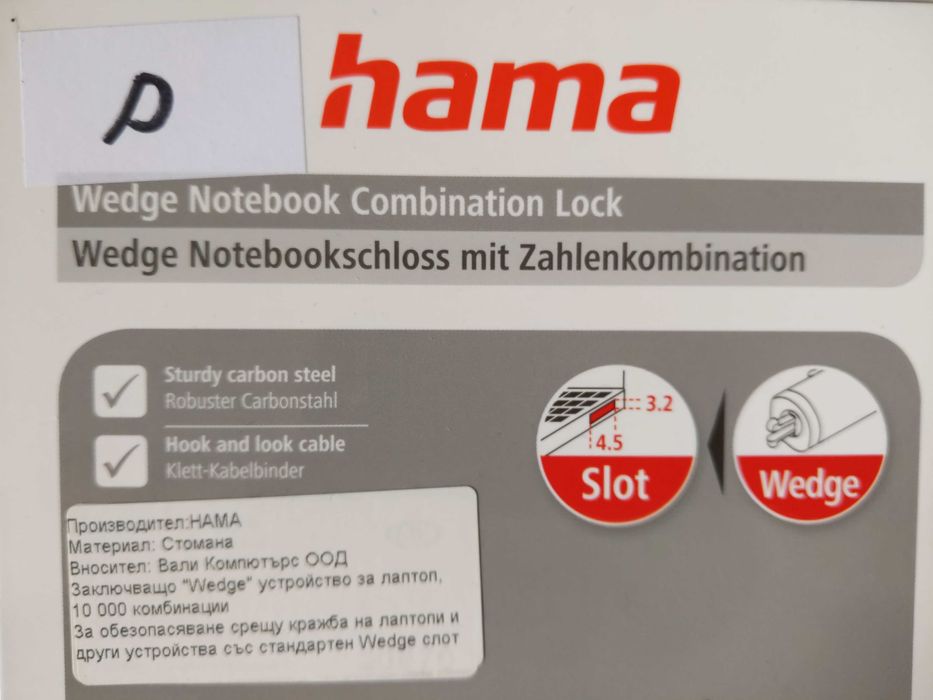 D
hama
Wedge Notebook Combination Lock
Wedge Notebookschloss mit Zahlenkombination
Sturdy carbon steel
Robuster Carbonstahl
Hook and look cable
Klett-Kabelbinder
3.2
4.5
Slot
Wedge
Производител:НАМА
Материал: Стомана
Вносител: Вали Компютърс ООД
Заключващо "Wedge" устройство за лаптоп,
10 000 комбинации
За обезопасяване срещу кражба на лаптопи и
други устройства със стандартен Wedge слот